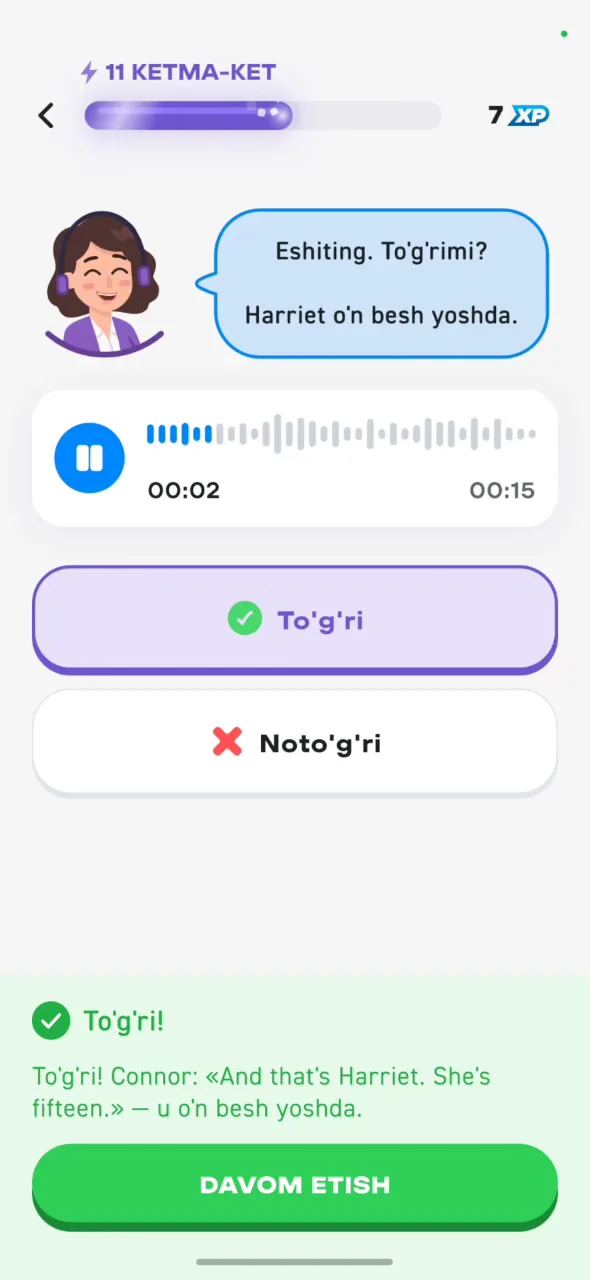 11 KETMA-KET
7 XP
Eshiting. To'g'rimi?
Harriet o'n besh yoshda.
00:02
00:15
To'g'ri
Noto'g'ri
To'g'ri!
To'g'ri! Connor: «And that's Harriet. She's
fifteen.» — u o'n besh yoshda.
DAVOM ETISH